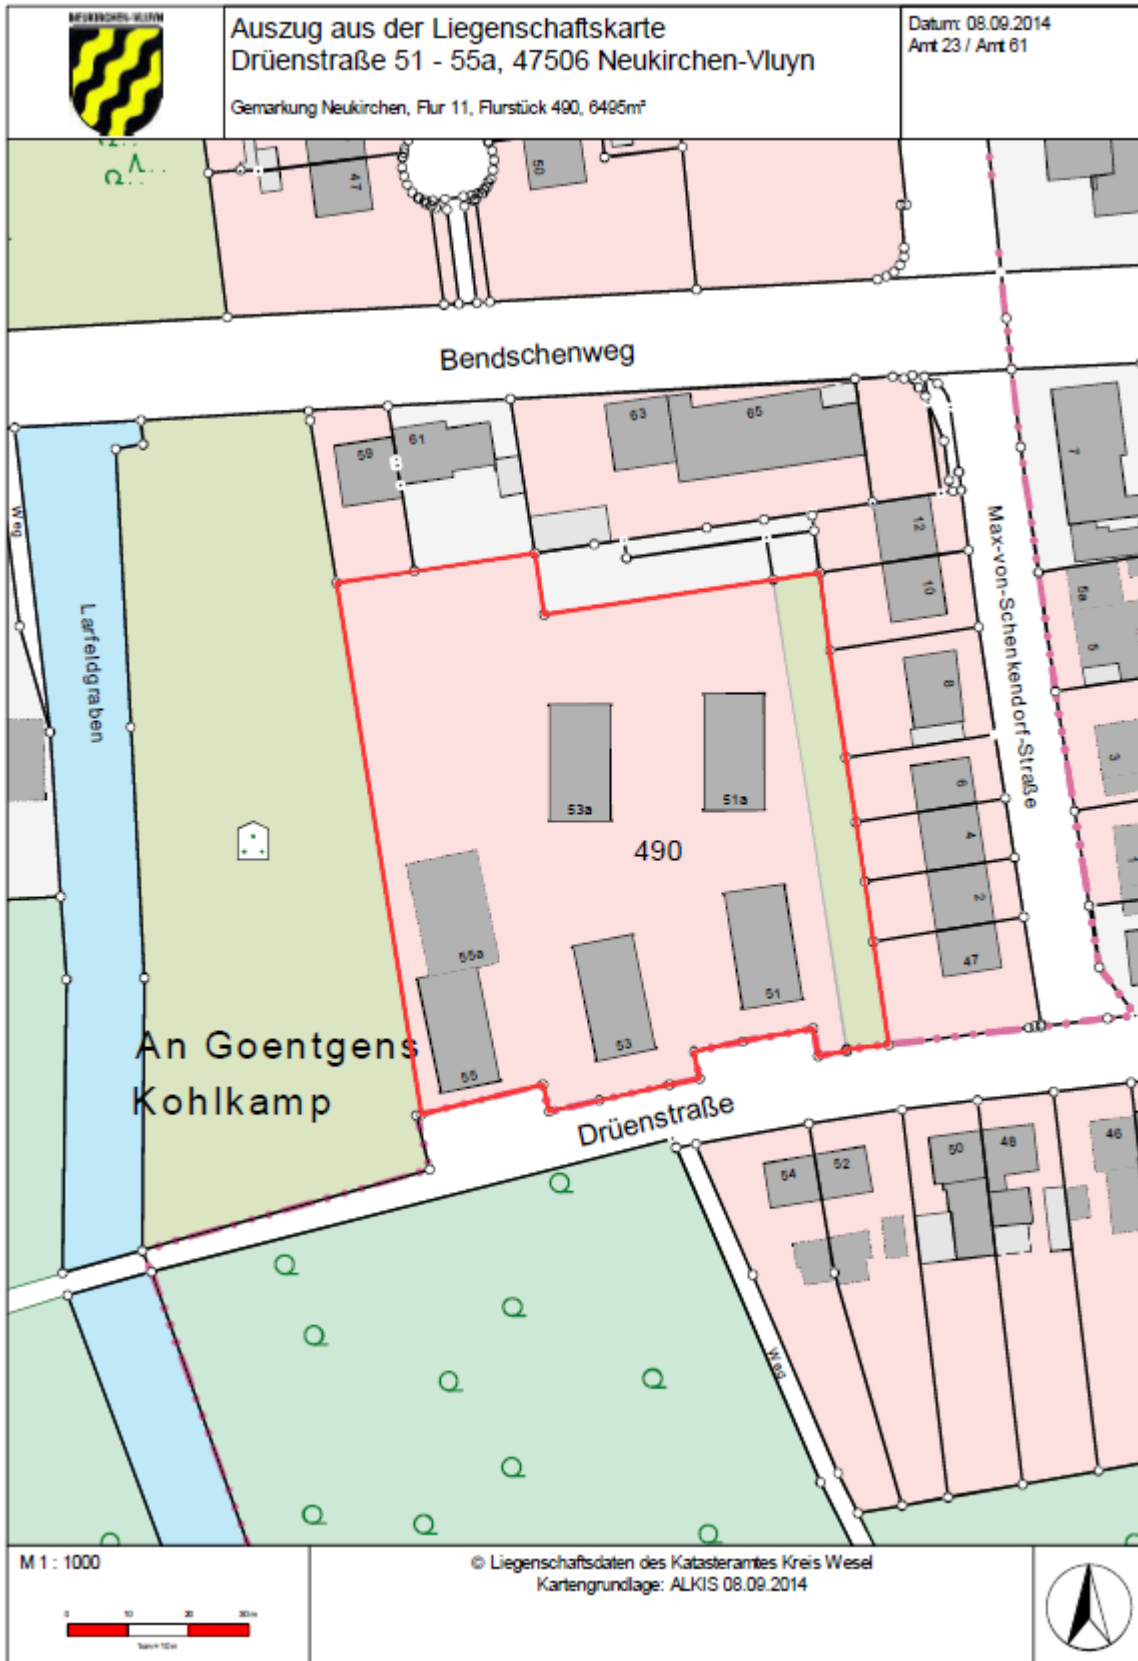 NEUKIRCHEN-VLUYN
Auszug aus der Liegenschaftskarte
Drüenstraße 51 - 55a, 47506 Neukirchen-Vluyn
Gemarkung Neukirchen, Flur 11, Flurstück 490, 6495m²
Datum: 08.09.2014
Amt 23 / Amt 61
47
50
Bendschenweg
59
61
63
65
7
Weg
Larfeldgraben
12
10
Max-von-Schenkendorf-Straße
5a
5
8
3
6
53a
51a
4
490
1
2
55a
51
47
53
An Goentgens
Kohlkamp
55
Drüenstraße
54
52
50
48
46
Weg
M 1 : 1000
0 10 20 30m
1cm = 10m
© Liegenschaftsdaten des Katasteramtes Kreis Wesel
Kartengrundlage: ALKIS 08.09.2014